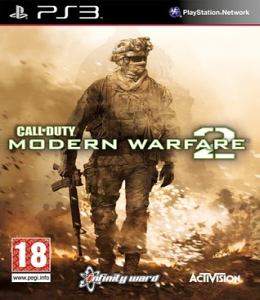 PS3
PlayStation®Network
CALL OF DUTY
MODERN WARFARE 2
18
www.pegi.info
infinity ward
ACTIVISION